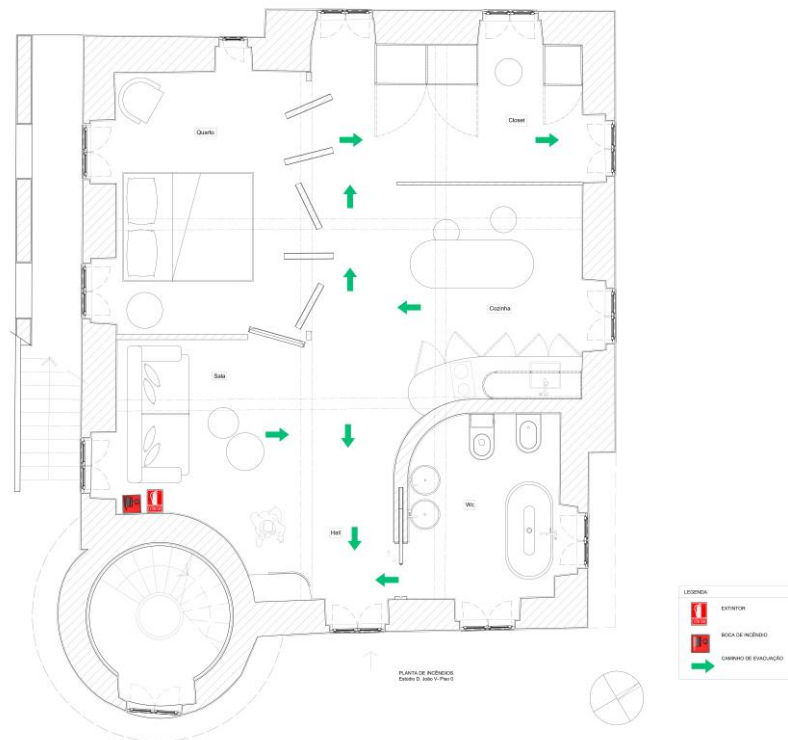 Quarto
Closet
Cozinha
Sala
Hall
Wc
PLANTA DE INCÊNDIOS
Estúdio D. João V- Piso 0
LEGENDA
EXTINTOR
BOCA DE INCÊNDIO
CAMINHO DE EVACUAÇÃO